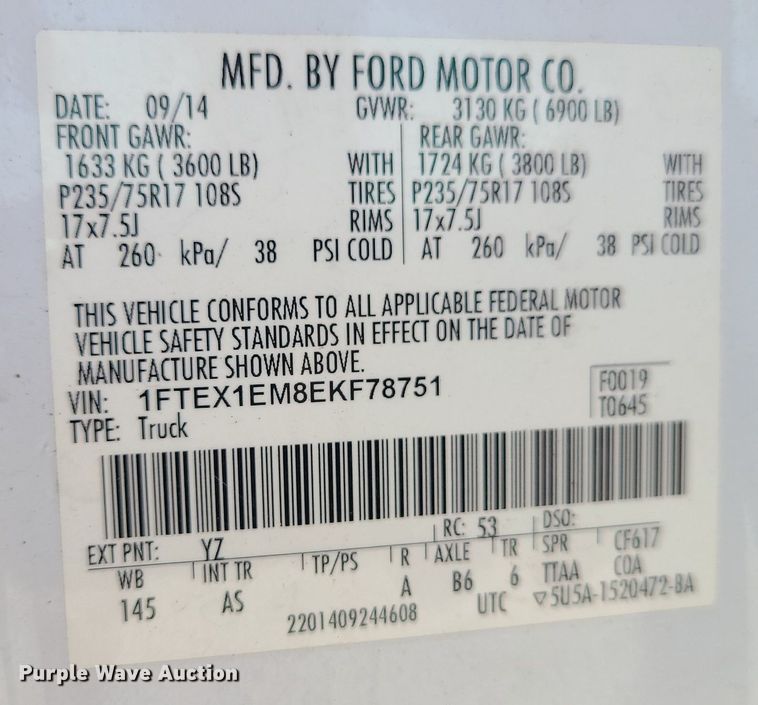 MFD. BY FORD MOTOR CO.
DATE: 09/14 GVWR: 3130 KG ( 6900 LB)
FRONT GAWR: REAR GAWR:
1633 KG ( 3600 LB) WITH 1724 KG ( 3800 LB) WITH
P235/75R17 108S TIRES P235/75R17 108S TIRES
17x7.5J RIMS 17x7.5J RIMS
AT 260 kPa/ 38 PSI COLD AT 260 kPa/ 38 PSI COLD
THIS VEHICLE CONFORMS TO ALL APPLICABLE FEDERAL MOTOR
VEHICLE SAFETY STANDARDS IN EFFECT ON THE DATE OF
MANUFACTURE SHOWN ABOVE.
VIN: 1FTEX1EM8EKF78751 F0019
TYPE: Truck T0645
EXT PNT: YZ RC: 53 DSO:
WB INT TR TP/PS R AXLE TR SPR CF617
145 AS A B6 6 TTAA COA
2201409244608 UTC ▽5U5A-1520472-BA
Purple Wave Auction